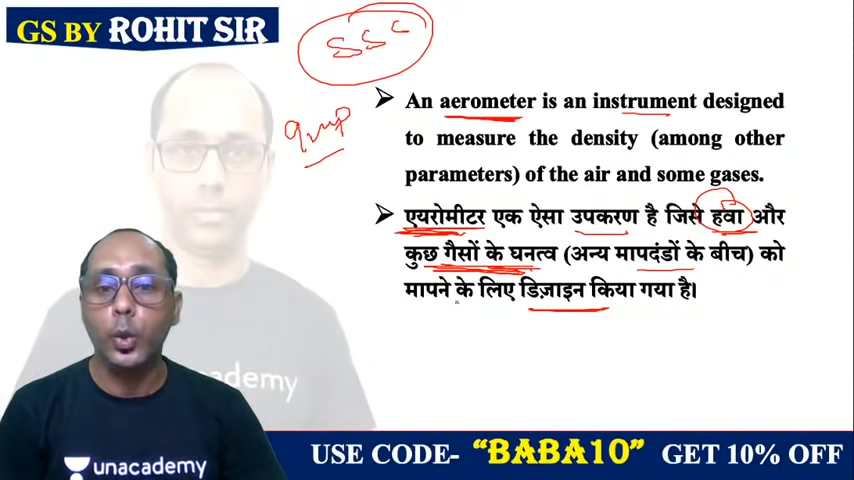 GS BY ROHIT SIR
SSC
Imp
➤ An aerometer is an instrument designed
to measure the density (among other
parameters) of the air and some gases.
➤ एयरोमीटर एक ऐसा उपकरण है जिसे हवा और
कुछ गैसों के घनत्व (अन्य मापदंडों के बीच) को
मापने के लिए डिज़ाइन किया गया है।
unacademy
USE CODE- “BABA10” GET 10% OFF